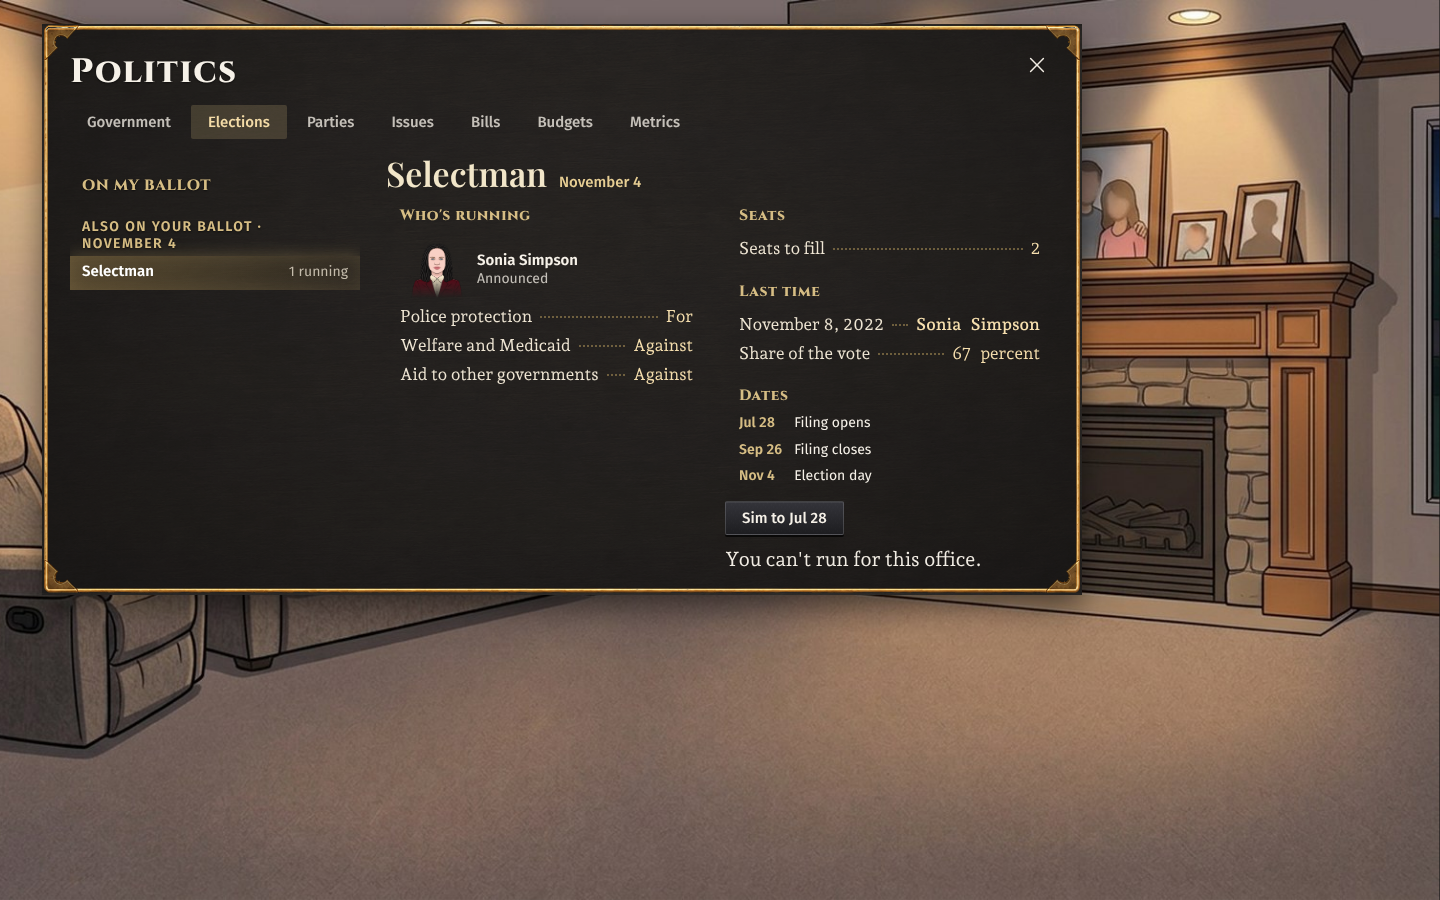 Politics
Government
Elections
Parties
Issues
Bills
Budgets
Metrics
On my ballot
ALSO ON YOUR BALLOT ·
NOVEMBER 4
Selectman 1 running
Selectman November 4
Who's running
Sonia Simpson
Announced
Police protection For
Welfare and Medicaid Against
Aid to other governments Against
Seats
Seats to fill 2
Last time
November 8, 2022 Sonia Simpson
Share of the vote 67 percent
Dates
Jul 28 Filing opens
Sep 26 Filing closes
Nov 4 Election day
Sim to Jul 28
You can't run for this office.